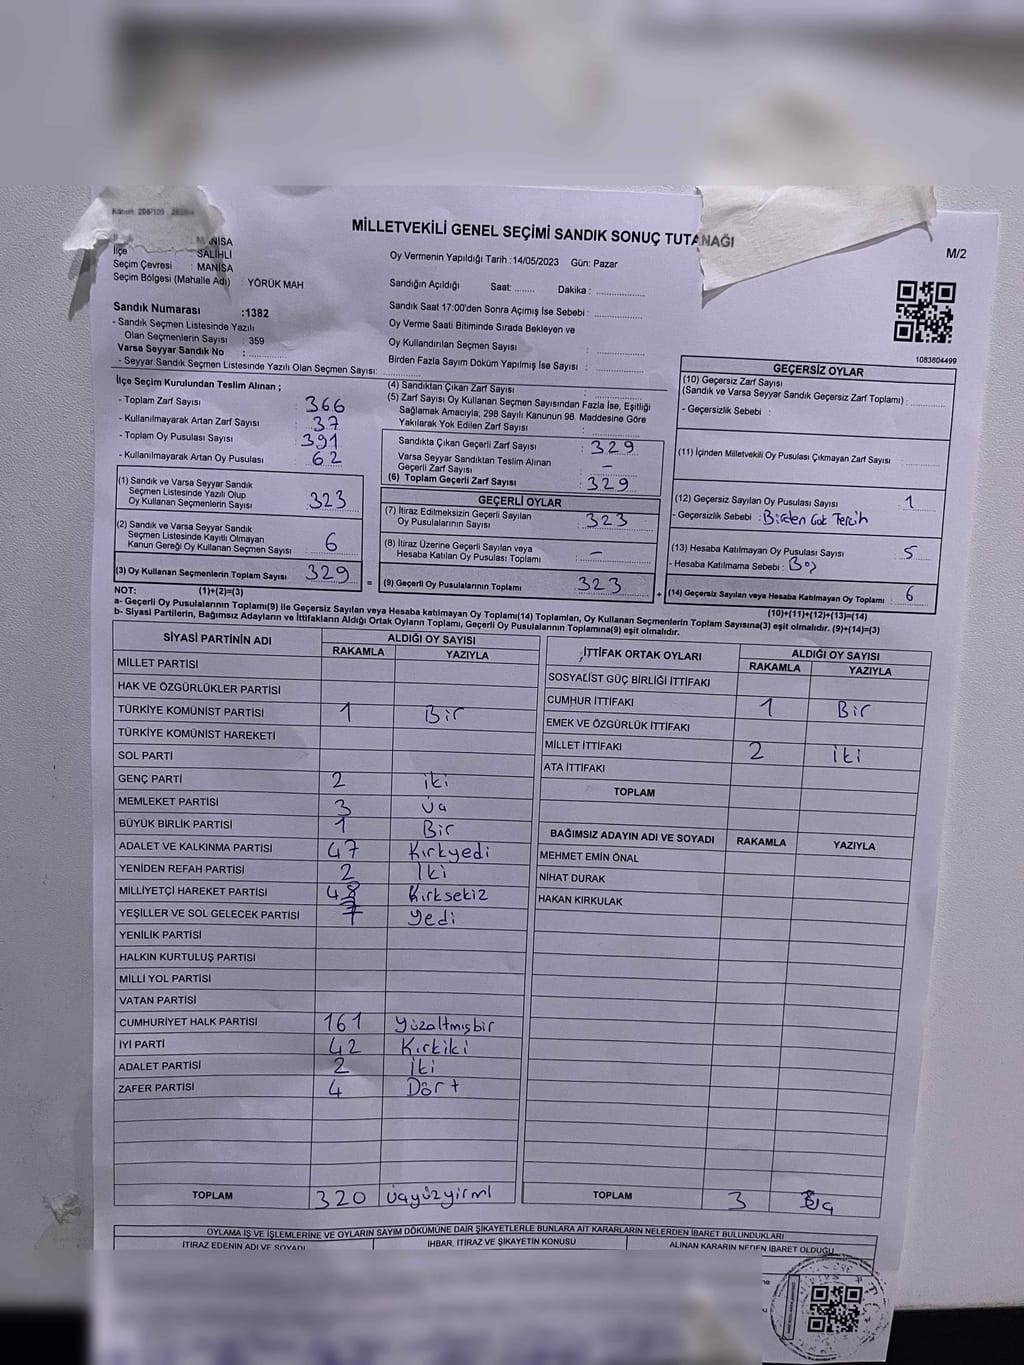 MİLLETVEKİLİ GENEL SEÇİMİ SANDIK SONUÇ TUTANAĞI
M/2
MANİSA
İlçe : SALİHLİ
Seçim Çevresi : MANİSA
Seçim Bölgesi (Mahalle Adı) : YÖRÜK MAH
Oy Vermenin Yapıldığı Tarih :14/05/2023 Gün: Pazar
Sandığın Açıldığı Saat: ........ Dakika : ................
Sandık Saat 17:00'den Sonra Açımış İse Sebebi : ................
Oy Verme Saati Bitiminde Sırada Bekleyen ve
Oy Kullandırılan Seçmen Sayısı : ................
Birden Fazla Sayım Döküm Yapılmış İse Sayısı : ................
Sandık Numarası :1382
- Sandık Seçmen Listesinde Yazılı
Olan Seçmenlerin Sayısı : 359
Varsa Seyyar Sandık No : ............
- Seyyar Sandık Seçmen Listesinde Yazılı Olan Seçmen Sayısı: ................
1083804499
İlçe Seçim Kurulundan Teslim Alınan ;
- Toplam Zarf Sayısı 366
- Kullanılmayarak Artan Zarf Sayısı 37
- Toplam Oy Pusulası Sayısı 391
- Kullanılmayarak Artan Oy Pusulası 62
(1) Sandık ve Varsa Seyyar Sandık
Seçmen Listesinde Yazılı Olup
Oy Kullanan Seçmenlerin Sayısı 323
(2) Sandık ve Varsa Seyyar Sandık
Seçmen Listesinde Kayıtlı Olmayan
Kanun Gereği Oy Kullanan Seçmen Sayısı 6
(3) Oy Kullanan Seçmenlerin Toplam Sayısı 329
(4) Sandıktan Çıkan Zarf Sayısı : ................
(5) Zarf Sayısı Oy Kullanan Seçmen Sayısından Fazla İse, Eşitliği
Sağlamak Amacıyla; 298 Sayılı Kanunun 98. Maddesine Göre
Yakılarak Yok Edilen Zarf Sayısı : ................
Sandıkta Çıkan Geçerli Zarf Sayısı : 329
Varsa Seyyar Sandıktan Teslim Alınan
Geçerli Zarf Sayısı : –
(6) Toplam Geçerli Zarf Sayısı : 329
GEÇERLİ OYLAR
(7) İtiraz Edilmeksizin Geçerli Sayılan
Oy Pusulalarının Sayısı : 323
(8) İtiraz Üzerine Geçerli Sayılan veya
Hesaba Katılan Oy Pusulası Toplamı : –
= (9) Geçerli Oy Pusulalarının Toplamı : 323
GEÇERSİZ OYLAR
(10) Geçersiz Zarf Sayısı
(Sandık ve Varsa Seyyar Sandık Geçersiz Zarf Toplamı) : ............
- Geçersizlik Sebebi :
(11) İçinden Milletvekili Oy Pusulası Çıkmayan Zarf Sayısı ............
(12) Geçersiz Sayılan Oy Pusulası Sayısı 1
- Geçersizlik Sebebi : Birden Çok Tercih
(13) Hesaba Katılmayan Oy Pusulası Sayısı 5
- Hesaba Katılmama Sebebi : Boş
+ (14) Geçersiz Sayılan veya Hesaba Katılmayan Oy Toplamı : 6
NOT: (1)+(2)=(3)
(10)+(11)+(12)+(13)=(14)
a- Geçerli Oy Pusulalarının Toplamı(9) ile Geçersiz Sayılan veya Hesaba katılmayan Oy Toplamı(14) Toplamları, Oy Kullanan Seçmenlerin Toplam Sayısına(3) eşit olmalıdır. (9)+(14)=(3)
b- Siyasi Partilerin, Bağımsız Adayların ve İttifakların Aldığı Ortak Oyların Toplamı, Geçerli Oy Pusulalarının Toplamına(9) eşit olmalıdır.
SİYASİ PARTİNİN ADI ALDIĞI OY SAYISI
RAKAMLA YAZIYLA
MİLLET PARTİSİ
HAK VE ÖZGÜRLÜKLER PARTİSİ
TÜRKİYE KOMÜNİST PARTİSİ 1 Bir
TÜRKİYE KOMÜNİST HAREKETİ
SOL PARTİ
GENÇ PARTİ 2 iki
MEMLEKET PARTİSİ 3 üç
BÜYÜK BİRLİK PARTİSİ 1 Bir
ADALET VE KALKINMA PARTİSİ 47 Kırkyedi
YENİDEN REFAH PARTİSİ 2 İki
MİLLİYETÇİ HAREKET PARTİSİ 48 Kırksekiz
YEŞİLLER VE SOL GELECEK PARTİSİ 7 yedi
YENİLİK PARTİSİ
HALKIN KURTULUŞ PARTİSİ
MİLLİ YOL PARTİSİ
VATAN PARTİSİ
CUMHURİYET HALK PARTİSİ 161 yüzaltmışbir
İYİ PARTİ 42 Kırkiki
ADALET PARTİSİ 2 İki
ZAFER PARTİSİ 4 Dört
TOPLAM 320 üçyüzyirmi
İTTİFAK ORTAK OYLARI ALDIĞI OY SAYISI
RAKAMLA YAZIYLA
SOSYALİST GÜÇ BİRLİĞİ İTTİFAKI
CUMHUR İTTİFAKI 1 Bir
EMEK VE ÖZGÜRLÜK İTTİFAKI
MİLLET İTTİFAKI 2 iki
ATA İTTİFAKI
TOPLAM
BAĞIMSIZ ADAYIN ADI VE SOYADI RAKAMLA YAZIYLA
MEHMET EMİN ÖNAL
NİHAT DURAK
HAKAN KIRKULAK
TOPLAM 3 Üç
OYLAMA İŞ VE İŞLEMLERİNE VE OYLARIN SAYIM DÖKÜMÜNE DAİR ŞİKAYETLERLE BUNLARA AİT KARARLARIN NELERDEN İBARET BULUNDUKLARI
İTİRAZ EDENİN ADI VE SOYADI İHBAR, İTİRAZ VE ŞİKAYETİN KONUSU ALINAN KARARIN NEDEN İBARET OLDUĞU